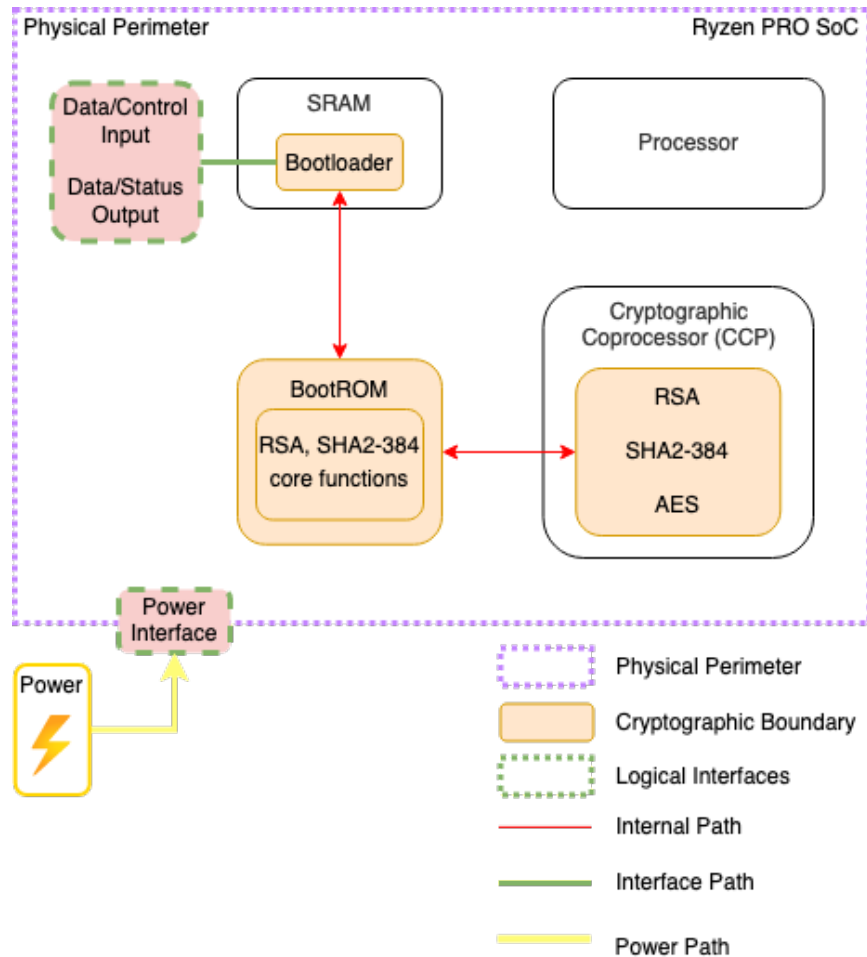 Physical Perimeter
Ryzen PRO SoC
Data/Control
Input
Data/Status
Output
SRAM
Bootloader
Processor
BootROM
RSA, SHA2-384
core functions
Cryptographic
Coprocessor (CCP)
RSA
SHA2-384
AES
Power
Interface
Power
Physical Perimeter
Cryptographic Boundary
Logical Interfaces
Internal Path
Interface Path
Power Path